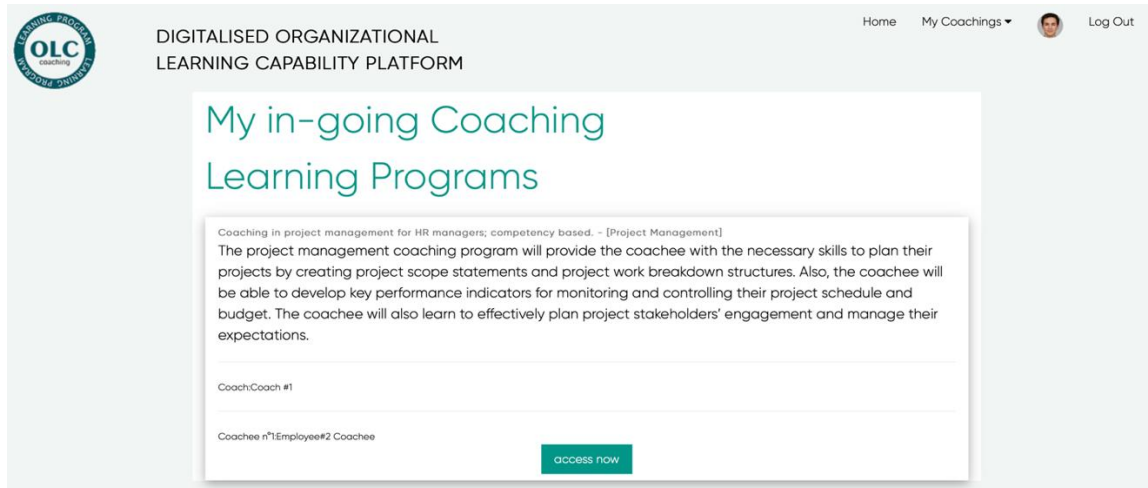 LEARNING PROGRAM
OLC
coaching
LEARNING PROGRAM
DIGITALISED ORGANIZATIONAL
LEARNING CAPABILITY PLATFORM
Home My Coachings Log Out
My in-going Coaching
Learning Programs
Coaching in project management for HR managers; competency based. - [Project Management]
The project management coaching program will provide the coachee with the necessary skills to plan their
projects by creating project scope statements and project work breakdown structures. Also, the coachee will
be able to develop key performance indicators for monitoring and controlling their project schedule and
budget. The coachee will also learn to effectively plan project stakeholders’ engagement and manage their
expectations.
Coach:Coach #1
Coachee n°1:Employee#2 Coachee
access now